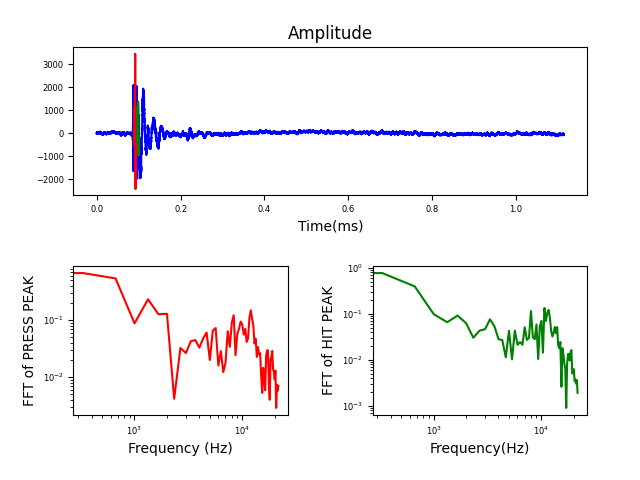 Amplitude
3000
2000
1000
0
−1000
−2000
0.0 0.2 0.4 0.6 0.8 1.0
Time(ms)
FFT of PRESS PEAK
10⁻¹
10⁻²
10³ 10⁴
Frequency (Hz)
FFT of HIT PEAK
10⁰
10⁻¹
10⁻²
10⁻³
10³ 10⁴
Frequency(Hz)